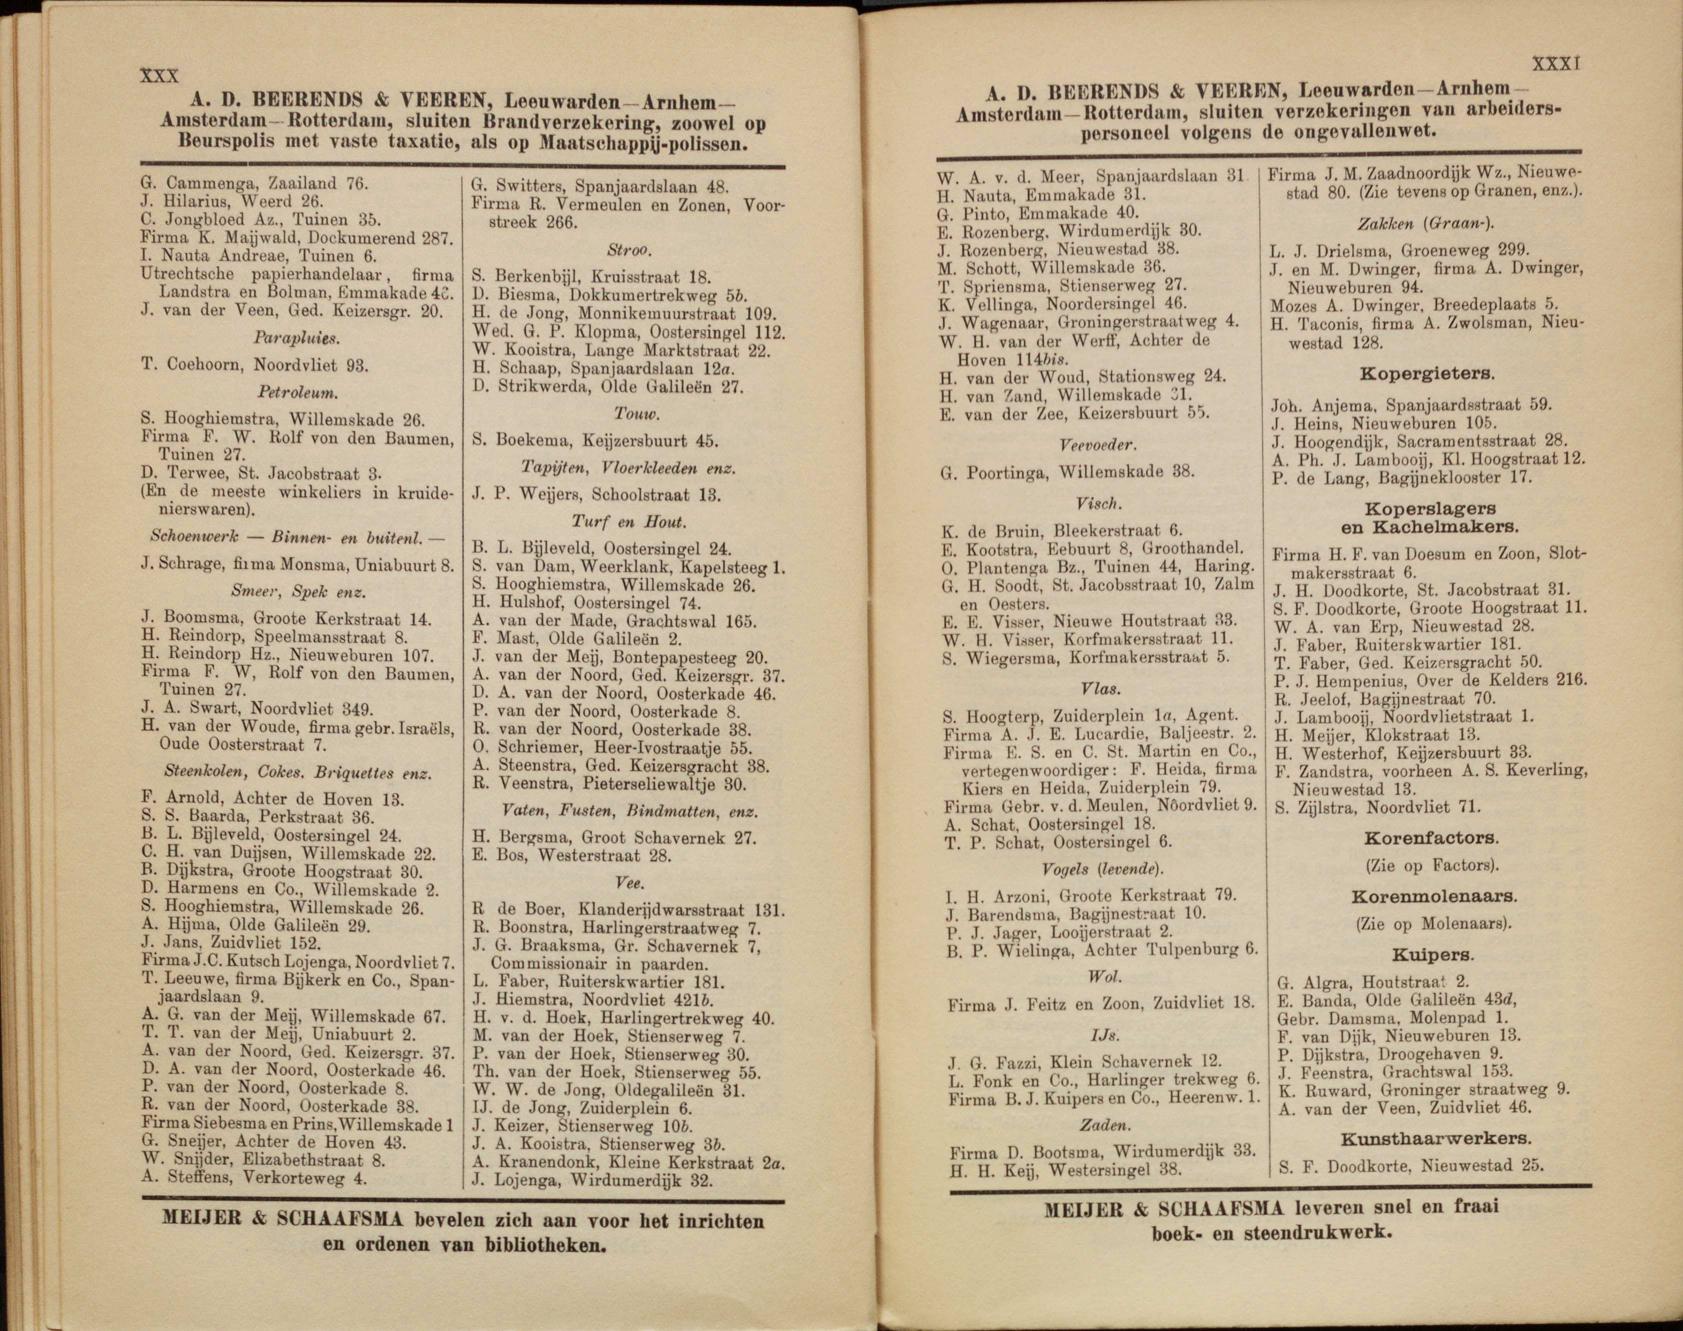 XXX
A. D. BEERENDS & VEEREN, Leeuwarden—Arnhem—
Amsterdam—Rotterdam, sluiten Brandverzekering, zoowel op
Beurspolis met vaste taxatie, als op Maatschappij-polissen.
G. Cammenga, Zaailand 76.
J. Hilarius, Weerd 26.
C. Jongbloed Az., Tuinen 35.
Firma K. Maijwald, Dockumerend 287.
I. Nauta Andreae, Tuinen 6.
Utrechtsche papierhandelaar, firma
Landstra en Bolman, Emmakade
J. van der Veen, Ged. Keizersgr. 20.
Parapluies.
T. Coehoorn, Noordvliet 93.
Petroleum.
S. Hooghiemstra, Willemskade 26.
Firma F. W. Rolf von den Baumen,
Tuinen 27.
D. Terwee, St. Jacobstraat 3.
(En de meeste winkeliers in kruide-
nierswaren).
Schoenwerk — Binnen- en buitenl. —
J. Schrage, firma Monsma, Uniabuurt 8.
Smeer, Spek enz.
J. Boomsma, Groote Kerkstraat 14.
H. Reindorp, Speelmansstraat 8.
H. Reindorp Hz., Nieuweburen 107.
Firma F. W, Rolf von den Baumen,
Tuinen 27.
J. A. Swart, Noordvliet 349.
H. van der Woude, firma gebr. Israëls,
Oude Oosterstraat 7.
Steenkolen, Cokes. Briquettes enz.
F. Arnold, Achter de Hoven 13.
S. S. Baarda, Perkstraat 36.
B. L. Bijleveld, Oostersingel 24.
C. H. van Duijsen, Willemskade 22.
B. Dijkstra, Groote Hoogstraat 30.
D. Harmens en Co., Willemskade 2.
S. Hooghiemstra, Willemskade 26.
A. Hijma, Olde Galileën 29.
J. Jans, Zuidvliet 152.
Firma J.C. Kutsch Lojenga, Noordvliet 7.
T. Leeuwe, firma Bijkerk en Co., Span-
jaardslaan 9.
A. G. van der Meij, Willemskade 67.
T. T. van der Meij, Uniabuurt 2.
A. van der Noord, Ged. Keizersgr. 37.
D. A. van der Noord, Oosterkade 46.
P. van der Noord, Oosterkade 8.
R. van der Noord, Oosterkade 38.
Firma Siebesma en Prins, Willemskade 1
G. Sneijer, Achter de Hoven 43.
W. Snijder, Elizabethstraat 8.
A. Steffens, Verkorteweg 4.
G. Switters, Spanjaardslaan 48.
Firma R. Vermeulen en Zonen, Voor-
streek 266.
Stroo.
S. Berkenbijl, Kruisstraat 18.
D. Biesma, Dokkumertrekweg 5b.
H. de Jong, Monnikemuurstraat 109.
Wed. G. P. Klopma, Oostersingel 112.
W. Kooistra, Lange Marktstraat 22.
H. Schaap, Spanjaardslaan 12a.
D. Strikwerda, Olde Galileën 27.
Touw.
S. Boekema, Keijzersbuurt 45.
Tapijten, Vloerkleeden enz.
J. P. Weijers, Schoolstraat 13.
Turf en Hout.
B. L. Bijleveld, Oostersingel 24.
S. van Dam, Weerklank, Kapelsteeg 1.
S. Hooghiemstra, Willemskade 26.
H. Hulshof, Oostersingel 74.
A. van der Made, Grachtswal 165.
F. Mast, Olde Galileën 2.
J. van der Meij, Bontepapesteeg 20.
A. van der Noord, Ged. Keizersgr. 37.
D. A. van der Noord, Oosterkade 46.
P. van der Noord, Oosterkade 8.
R. van der Noord, Oosterkade 38.
O. Schriemer, Heer-Ivostraatje 55.
A. Steenstra, Ged. Keizersgracht 38.
R. Veenstra, Pieterseliewaltje 30.
Vaten, Fusten, Bindmatten, enz.
H. Bergsma, Groot Schavernek 27.
E. Bos, Westerstraat 28.
Vee.
R de Boer, Klanderijdwarsstraat 131.
R. Boonstra, Harlingerstraatweg 7.
J. G. Braaksma, Gr. Schavernek 7,
Commissionair in paarden.
L. Faber, Ruiterskwartier 181.
J. Hiemstra, Noordvliet 421b.
H. v. d. Hoek, Harlingertrekweg 40.
M. van der Hoek, Stienserweg 7.
P. van der Hoek, Stienserweg 30.
Th. van der Hoek, Stienserweg 55.
W. W. de Jong, Oldegalileën 31.
IJ. de Jong, Zuiderplein 6.
J. Keizer, Stienserweg 10b.
J. A. Kooistra, Stienserweg 3b.
A. Kranendonk, Kleine Kerkstraat 2a.
J. Lojenga, Wirdumerdijk 32.
MEIJER & SCHAAFSMA bevelen zich aan voor het inrichten
en ordenen van bibliotheken.
XXXI
A. D. BEERENDS & VEEREN, Leeuwarden—Arnhem—
Amsterdam—Rotterdam, sluiten verzekeringen van arbeiders-
personeel volgens de ongevallenwet.
W. A. v. d. Meer, Spanjaardslaan 31
H. Nauta, Emmakade 31.
G. Pinto, Emmakade 40.
E. Rozenberg, Wirdumerdijk 30.
J. Rozenberg, Nieuwestad 38.
M. Schott, Willemskade 36.
T. Spriensma, Stienserweg 27.
K. Vellinga, Noordersingel 46.
J. Wagenaar, Groningerstraatweg 4.
W. H. van der Werff, Achter de
Hoven 114bis.
H. van der Woud, Stationsweg 24.
H. van Zand, Willemskade 31.
E. van der Zee, Keizersbuurt 55.
Veevoeder.
G. Poortinga, Willemskade 38.
Visch.
K. de Bruin, Bleekerstraat 6.
E. Kootstra, Eebuurt 8, Groothandel.
O. Plantenga Bz., Tuinen 44, Haring.
G. H. Soodt, St. Jacobsstraat 10, Zalm
en Oesters.
E. E. Visser, Nieuwe Houtstraat 33.
W. H. Visser, Korfmakersstraat 11.
S. Wiegersma, Korfmakersstraat 5.
Vlas.
S. Hoogterp, Zuiderplein 1a, Agent.
Firma A. J. E. Lucardie, Baljeestr. 2.
Firma E. S. en C. St. Martin en Co.,
vertegenwoordiger: F. Heida, firma
Kiers en Heida, Zuiderplein 79.
Firma Gebr. v. d. Meulen, Noordvliet 9.
A. Schat, Oostersingel 18.
T. P. Schat, Oostersingel 6.
Vogels (levende).
I. H. Arzoni, Groote Kerkstraat 79.
J. Barendsma, Bagijnestraat 10.
P. J. Jager, Looijerstraat 2.
B. P. Wielinga, Achter Tulpenburg 6.
Wol.
Firma J. Feitz en Zoon, Zuidvliet 18.
IJs.
J. G. Fazzi, Klein Schavernek 12.
L. Fonk en Co., Harlinger trekweg 6.
Firma B. J. Kuipers en Co., Heerenw. 1.
Zaden.
Firma D. Bootsma, Wirdumerdijk 33.
H. H. Keij, Westersingel 38.
Firma J. M. Zaadnoordijk Wz., Nieuwe-
stad 80. (Zie tevens op Granen, enz.).
Zakken (Graan-).
L. J. Drielsma, Groeneweg 299.
J. en M. Dwinger, firma A. Dwinger,
Nieuweburen 94.
Mozes A. Dwinger, Breedeplaats 5.
H. Taconis, firma A. Zwolsman, Nieu-
westad 128.
Kopergieters.
Joh. Anjema, Spanjaardsstraat 59.
J. Heins, Nieuweburen 105.
J. Hoogendijk, Sacramentsstraat 28.
A. Ph. J. Lambooij, Kl. Hoogstraat 12.
P. de Lang, Bagijneklooster 17.
Koperslagers
en Kachelmakers.
Firma H. F. van Doesum en Zoon, Slot-
makersstraat 6.
J. H. Doodkorte, St. Jacobstraat 31.
S. F. Doodkorte, Groote Hoogstraat 11.
W. A. van Erp, Nieuwestad 28.
J. Faber, Ruiterskwartier 181.
T. Faber, Ged. Keizersgracht 50.
P. J. Hempenius, Over de Kelders 216.
R. Jeelof, Bagijnestraat 70.
J. Lambooij, Noordvlietstraat 1.
H. Meijer, Klokstraat 13.
H. Westerhof, Keijzersbuurt 33.
F. Zandstra, voorheen A. S. Keverling,
Nieuwestad 13.
S. Zijlstra, Noordvliet 71.
Korenfactors.
(Zie op Factors).
Korenmolenaars.
(Zie op Molenaars).
Kuipers.
G. Algra, Houtstraat 2.
E. Banda, Olde Galileën 43d,
Gebr. Damsma, Molenpad 1.
F. van Dijk, Nieuweburen 13.
P. Dijkstra, Droogehaven 9.
J. Feenstra, Grachtswal 153.
K. Ruward, Groninger straatweg 9.
A. van der Veen, Zuidvliet 46.
Kunsthaarwerkers.
S. F. Doodkorte, Nieuwestad 25.
MEIJER & SCHAAFSMA leveren snel en fraai
boek- en steendrukwerk.